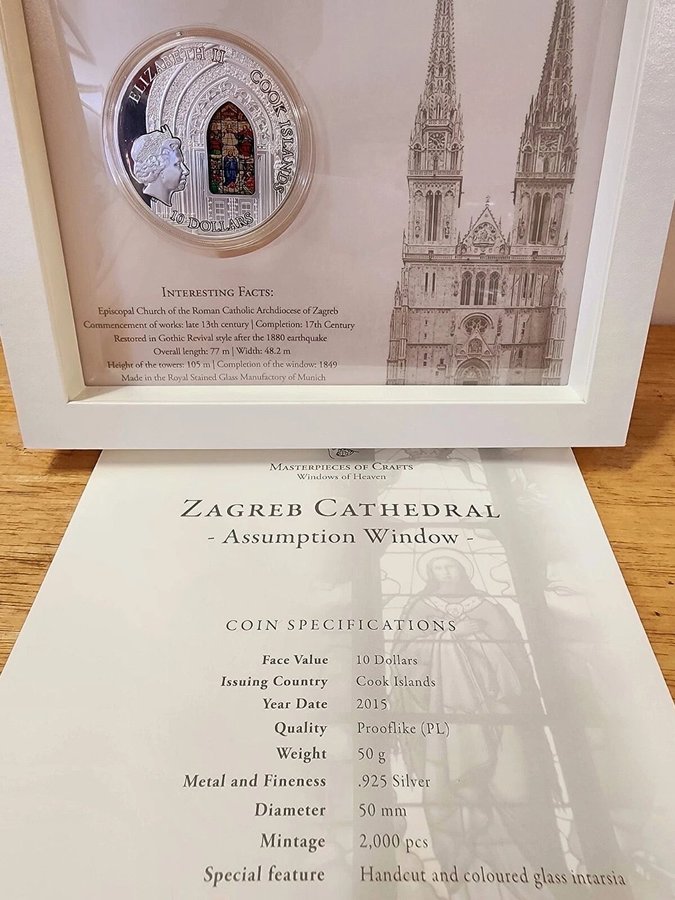 ELIZABETH II
COOK ISLANDS
10 DOLLARS
INTERESTING FACTS:
Episcopal Church of the Roman Catholic Archdiocese of Zagreb
Commencement of works: late 13th century | Completion: 17th Century
Restored in Gothic Revival style after the 1880 earthquake
Overall length: 77 m | Width: 48.2 m
Height of the towers: 105 m | Completion of the window: 1849
Made in the Royal Stained Glass Manufactory of Munich
MASTERPIECES OF CRAFTS
Windows of Heaven
ZAGREB CATHEDRAL
- Assumption Window -
COIN SPECIFICATIONS
Face Value 10 Dollars
Issuing Country Cook Islands
Year Date 2015
Quality Prooflike (PL)
Weight 50 g
Metal and Fineness .925 Silver
Diameter 50 mm
Mintage 2,000 pcs
Special feature Handcut and coloured glass intarsia